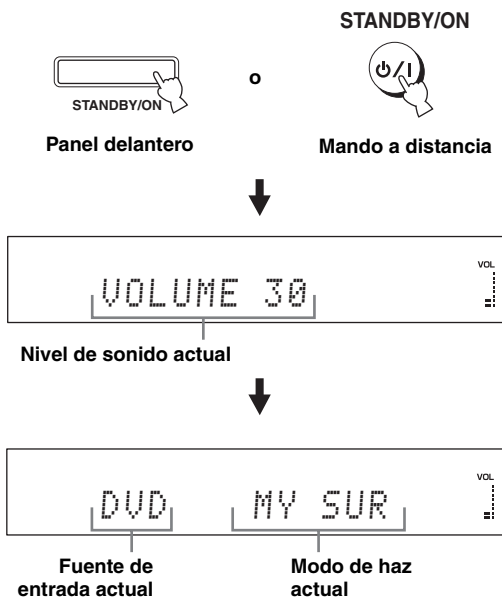 STANDBY/ON
STANDBY/ON
o
Panel delantero
Mando a distancia
VOLUME 30
VOL
Nivel de sonido actual
DVD
MY SUR
VOL
Fuente de
entrada actual
Modo de haz
actual